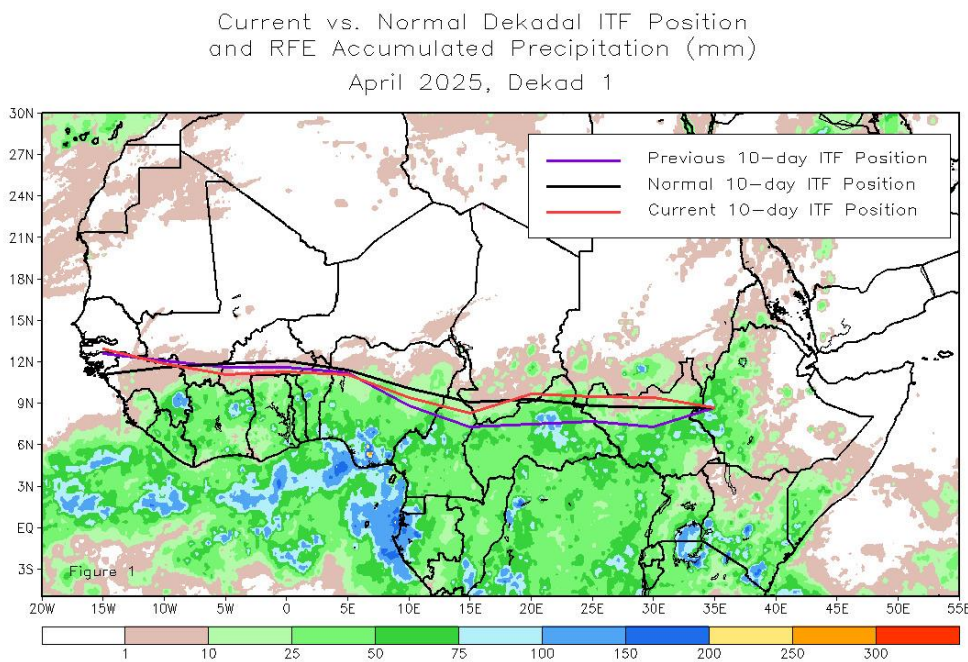 Current vs. Normal Dekadal ITF Position
and RFE Accumulated Precipitation (mm)
April 2025, Dekad 1
30N
27N
24N
21N
18N
15N
12N
9N
6N
3N
EQ
3S
Previous 10-day ITF Position
Normal 10-day ITF Position
Current 10-day ITF Position
Figure 1
20W 15W 10W 5W 0 5E 10E 15E 20E 25E 30E 35E 40E 45E 50E 55E
1 10 25 50 75 100 150 200 250 300